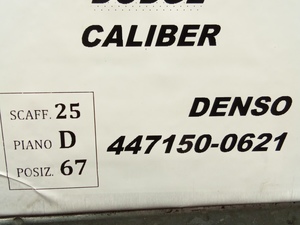 CALIBER
DENSO
447150-0621
SCAFF. 25
PIANO D
POSIZ. 67